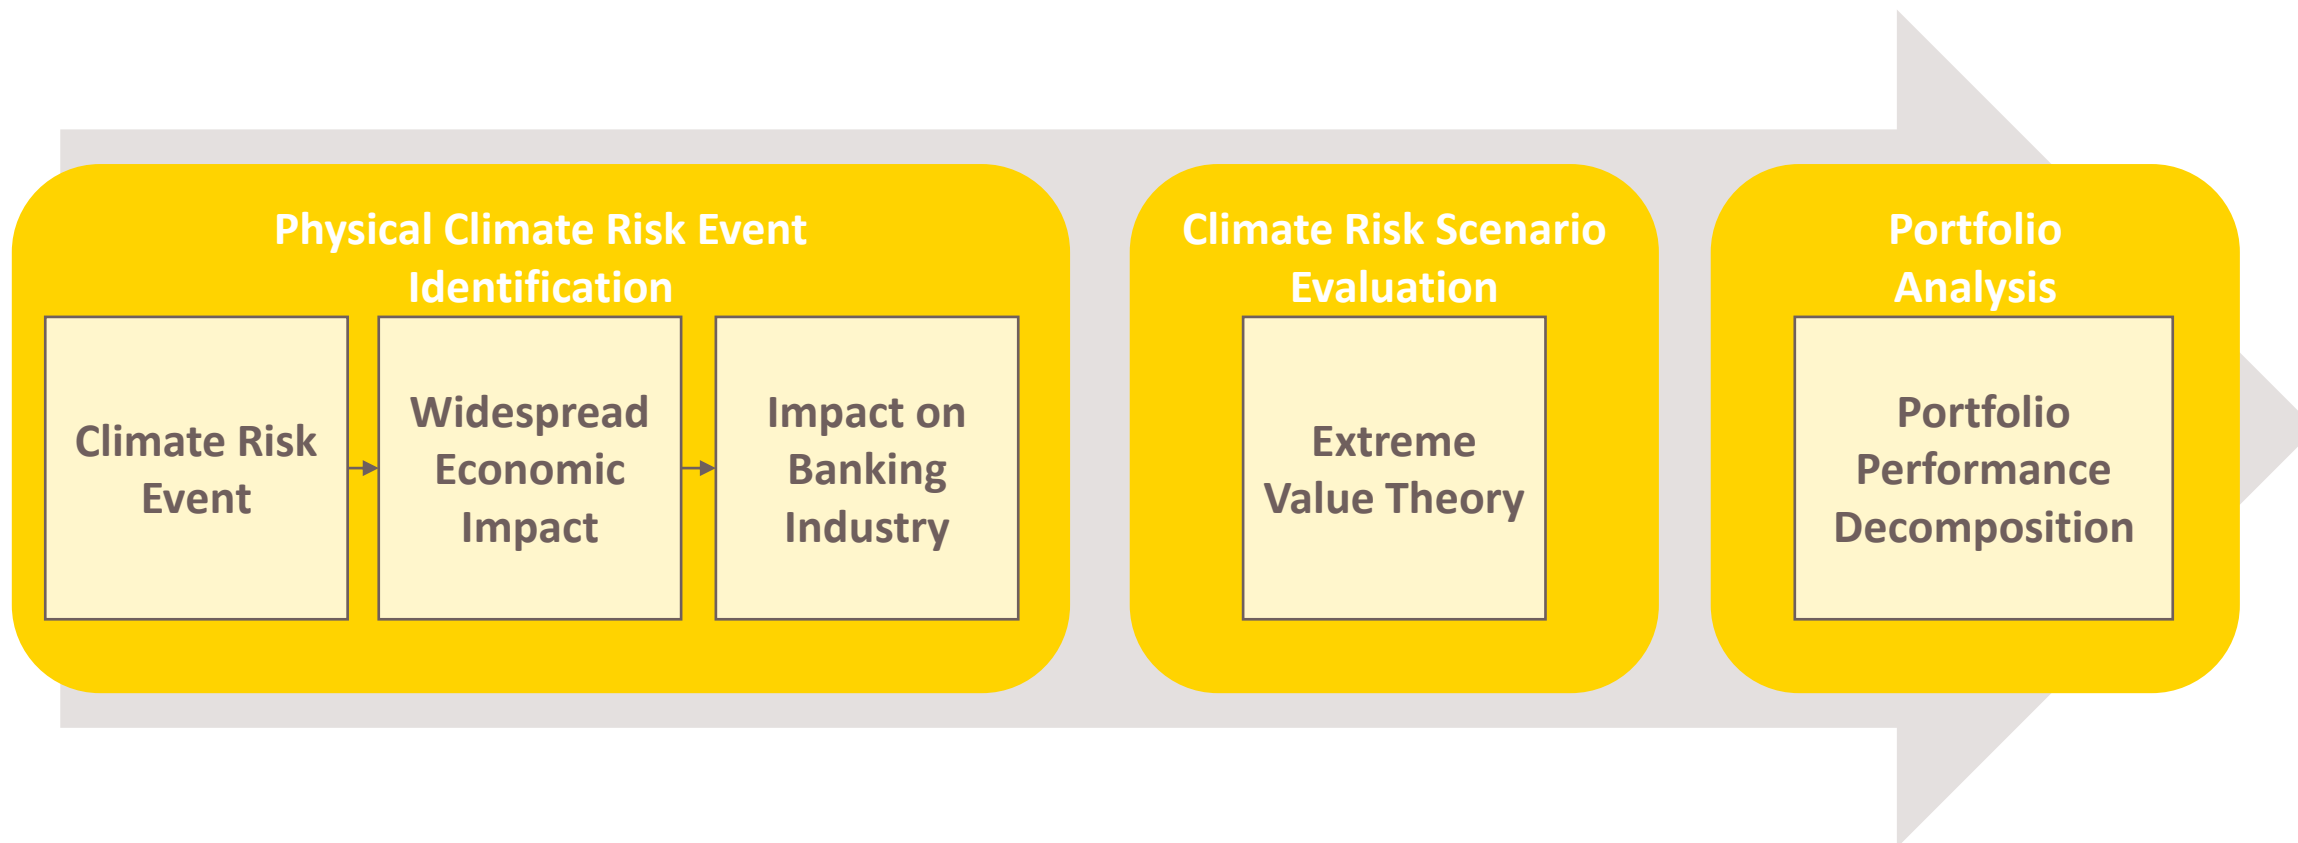 Physical Climate Risk Event
Identification
Climate Risk
Event
Widespread
Economic
Impact
Impact on
Banking
Industry
Climate Risk Scenario
Evaluation
Extreme
Value Theory
Portfolio
Analysis
Portfolio
Performance
Decomposition